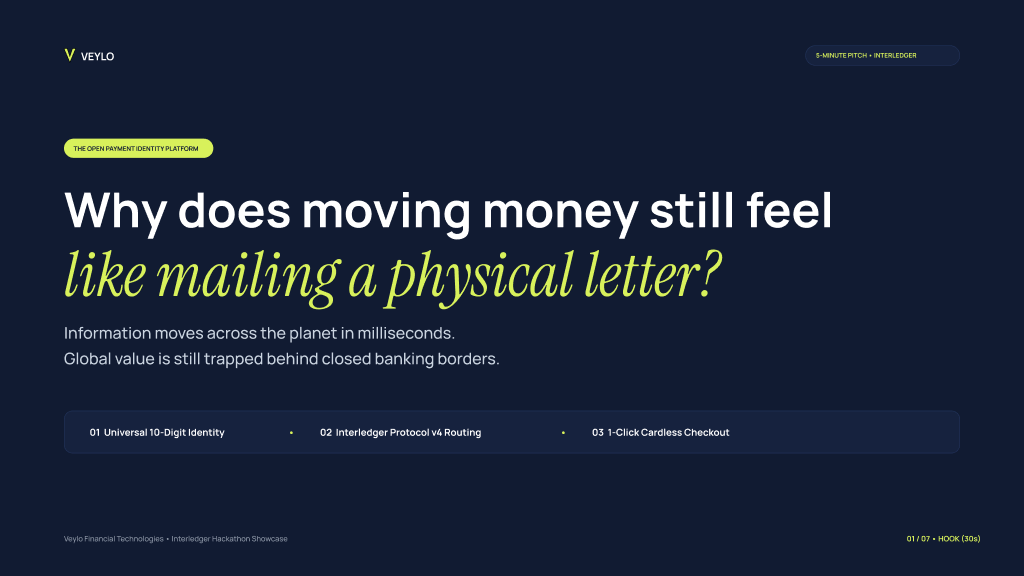 V VEYLO
5-MINUTE PITCH • INTERLEDGER
THE OPEN PAYMENT IDENTITY PLATFORM
Why does moving money still feel
like mailing a physical letter?
Information moves across the planet in milliseconds.
Global value is still trapped behind closed banking borders.
01 Universal 10-Digit Identity • 02 Interledger Protocol v4 Routing • 03 1-Click Cardless Checkout
Veylo Financial Technologies • Interledger Hackathon Showcase
01 / 07 • HOOK (30s)